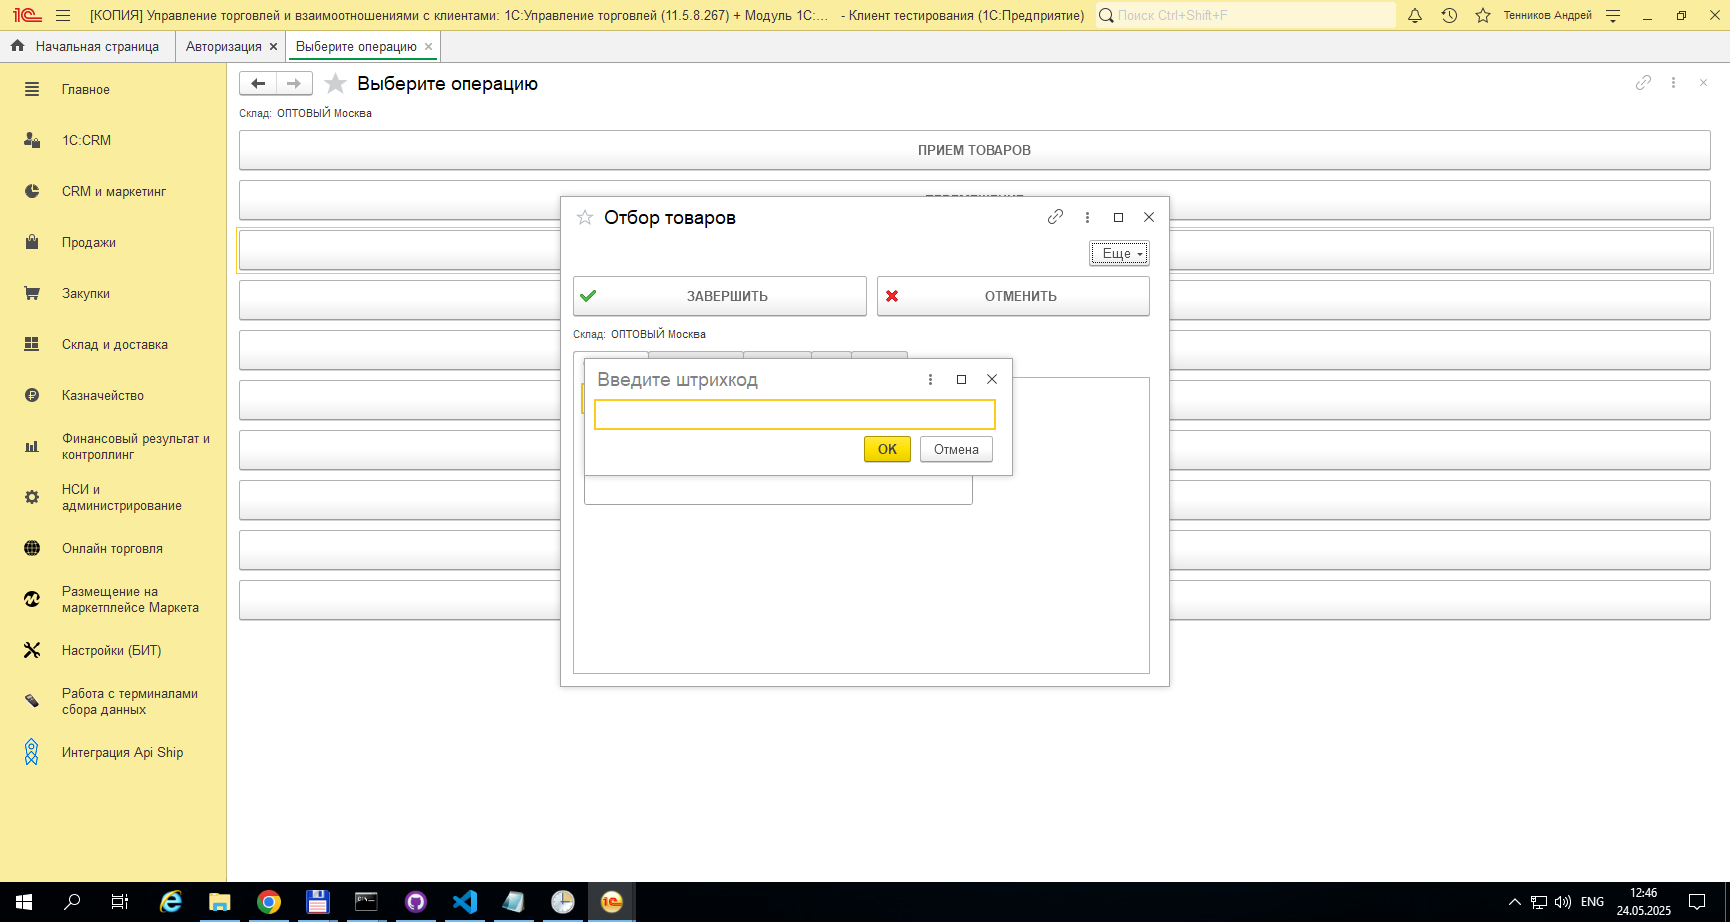 [КОПИЯ] Управление торговлей и взаимоотношениями с клиентами: 1С:Управление торговлей (11.5.8.267) + Модуль 1С:... - Клиент тестирования (1С:Предприятие)
Поиск Ctrl+Shift+F
Тенников Андрей
Начальная страница
Авторизация
Выберите операцию
Главное
1С:CRM
CRM и маркетинг
Продажи
Закупки
Склад и доставка
Казначейство
Финансовый результат и
контроллинг
НСИ и
администрирование
Онлайн торговля
Размещение на
маркетплейсе Маркета
Настройки (БИТ)
Работа с терминалами
сбора данных
Интеграция Api Ship
Выберите операцию
Склад: ОПТОВЫЙ Москва
ПРИЕМ ТОВАРОВ
Отбор товаров
Еще
ЗАВЕРШИТЬ
ОТМЕНИТЬ
Склад: ОПТОВЫЙ Москва
Введите штрихкод
OK
Отмена
ENG
12:46
24.05.2025